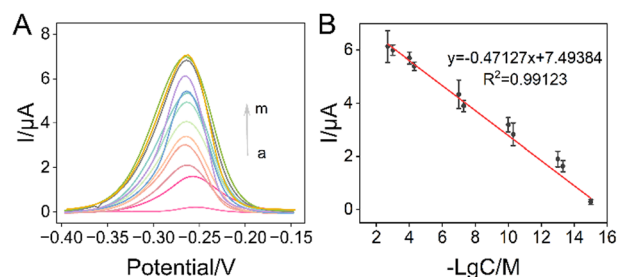 A
I/μA
8
6
4
2
0
m
a
−0.40 −0.35 −0.30 −0.25 −0.20 −0.15
Potential/V
B
I/μA
6
4
2
0
y=-0.47127x+7.49384
R²=0.99123
2 4 6 8 10 12 14 16
-LgC/M